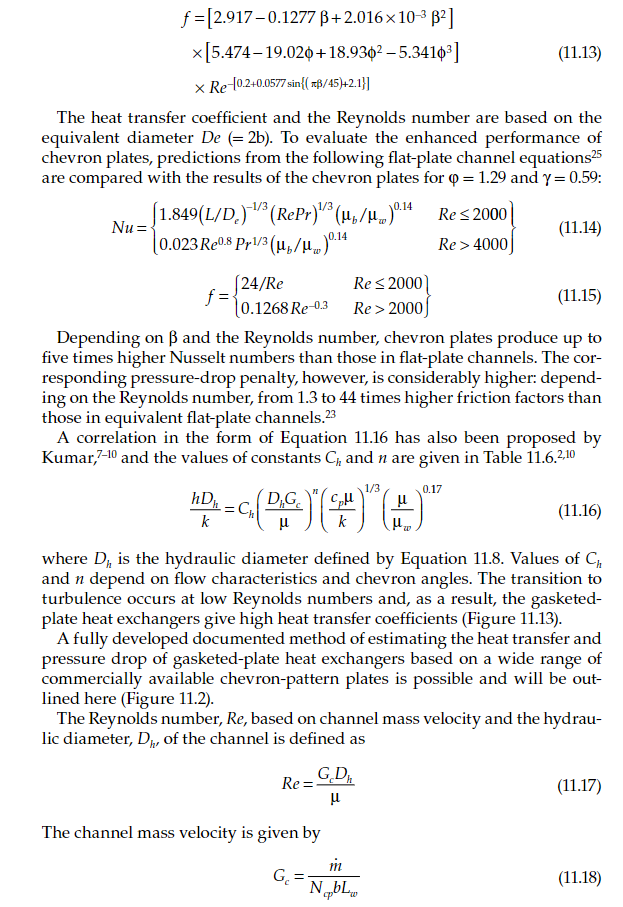 f = [2.917 – 0.1277 β + 2.016 × 10⁻³ β²]
× [5.474 – 19.02ϕ + 18.93ϕ² – 5.341ϕ³] (11.13)
× Re^–[0.2+0.0577 sin{(πβ/45)+2.1}]
The heat transfer coefficient and the Reynolds number are based on the
equivalent diameter De (= 2b). To evaluate the enhanced performance of
chevron plates, predictions from the following flat-plate channel equations²⁵
are compared with the results of the chevron plates for φ = 1.29 and γ = 0.59:
Nu = {1.849(L/Dₑ)^–1/3 (RePr)^1/3 (μ_b/μ_w)^0.14 Re ≤ 2000
0.023 Re^0.8 Pr^1/3 (μ_b/μ_w)^0.14 Re > 4000} (11.14)
f = {24/Re Re ≤ 2000
0.1268 Re^–0.3 Re > 2000} (11.15)
Depending on β and the Reynolds number, chevron plates produce up to
five times higher Nusselt numbers than those in flat-plate channels. The cor-
responding pressure-drop penalty, however, is considerably higher: depend-
ing on the Reynolds number, from 1.3 to 44 times higher friction factors than
those in equivalent flat-plate channels.²³
A correlation in the form of Equation 11.16 has also been proposed by
Kumar,⁷⁻¹⁰ and the values of constants C_h and n are given in Table 11.6.²,¹⁰
hD_h/k = C_h (D_hG_c/μ)^n (c_pμ/k)^1/3 (μ/μ_w)^0.17 (11.16)
where D_h is the hydraulic diameter defined by Equation 11.8. Values of C_h
and n depend on flow characteristics and chevron angles. The transition to
turbulence occurs at low Reynolds numbers and, as a result, the gasketed-
plate heat exchangers give high heat transfer coefficients (Figure 11.13).
A fully developed documented method of estimating the heat transfer and
pressure drop of gasketed-plate heat exchangers based on a wide range of
commercially available chevron-pattern plates is possible and will be out-
lined here (Figure 11.2).
The Reynolds number, Re, based on channel mass velocity and the hydrau-
lic diameter, D_h, of the channel is defined as
Re = G_cD_h/μ (11.17)
The channel mass velocity is given by
G_c = ṁ/(N_cp bL_w) (11.18)